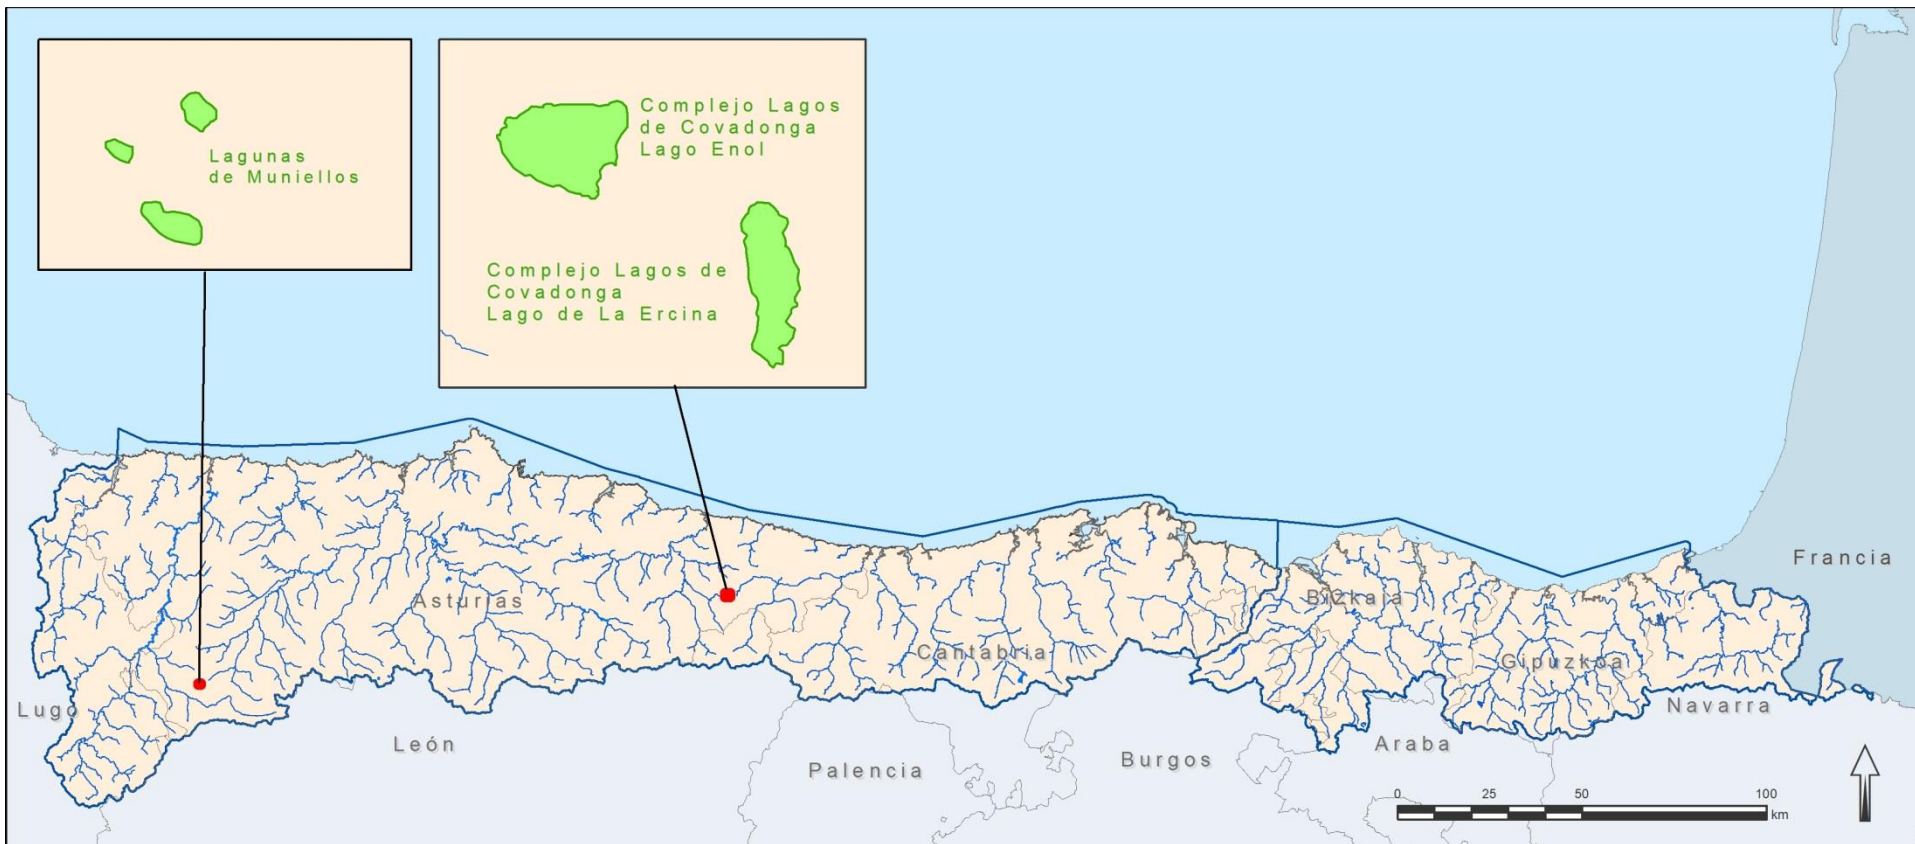 Complejo Lagos
de Covadonga
Lago Enol
Lagunas
de Muniellos
Complejo Lagos de
Covadonga
Lago de La Ercina
Francia
Asturias
Bizkaia
Cantabria
Gipuzkoa
Lugo
Navarra
León
Araba
Burgos
Palencia
0 25 50 100
km